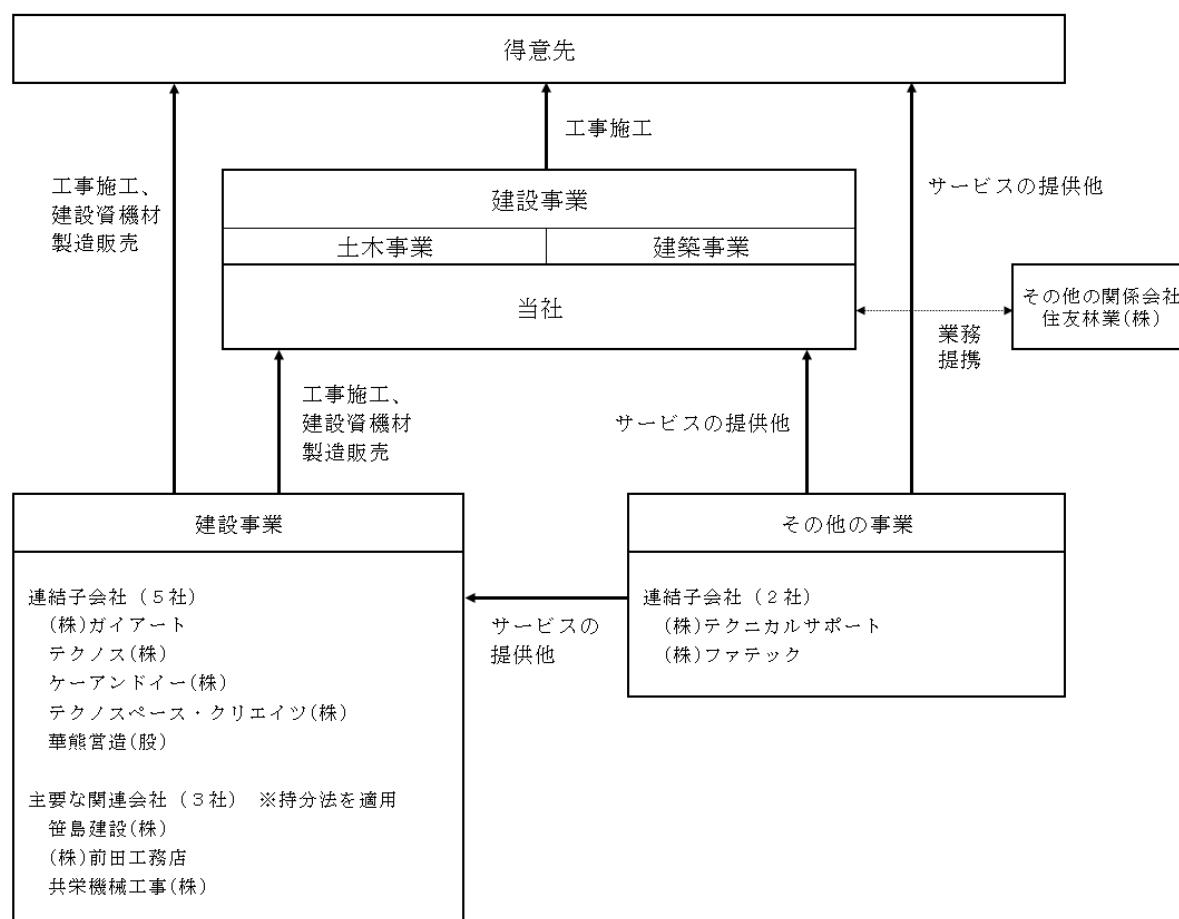 得意先
工事施工
工事施工、
建設資機材
製造販売
サービスの提供他
建設事業
土木事業
建築事業
当社
その他の関係会社
住友林業(株)
業務
提携
工事施工、
建設資機材
製造販売
サービスの提供他
建設事業
連結子会社（５社）
(株)ガイアート
テクノス(株)
ケーアンドイー(株)
テクノスペース・クリエイツ(株)
華熊営造(股)
主要な関連会社（３社）　※持分法を適用
笹島建設(株)
(株)前田工務店
共栄機械工事(株)
サービスの
提供他
その他の事業
連結子会社（２社）
(株)テクニカルサポート
(株)ファテック